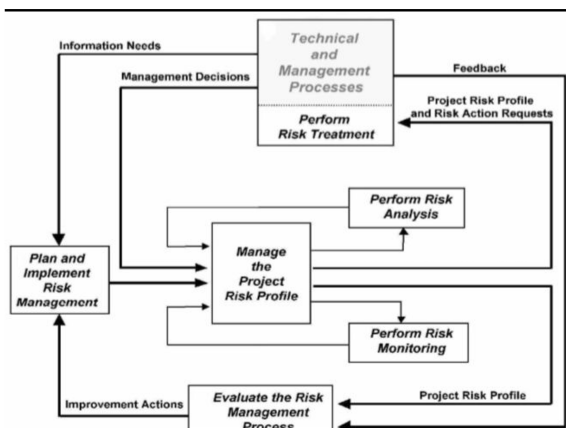 Technical
and
Management
Processes
Information Needs
Feedback
Management Decisions
Project Risk Profile
and Risk Action Requests
Perform
Risk Treatment
Perform Risk
Analysis
Manage
the
Project
Risk Profile
Plan and
Implement
Risk
Management
Perform Risk
Monitoring
Evaluate the Risk
Management
Process
Project Risk Profile
Improvement Actions